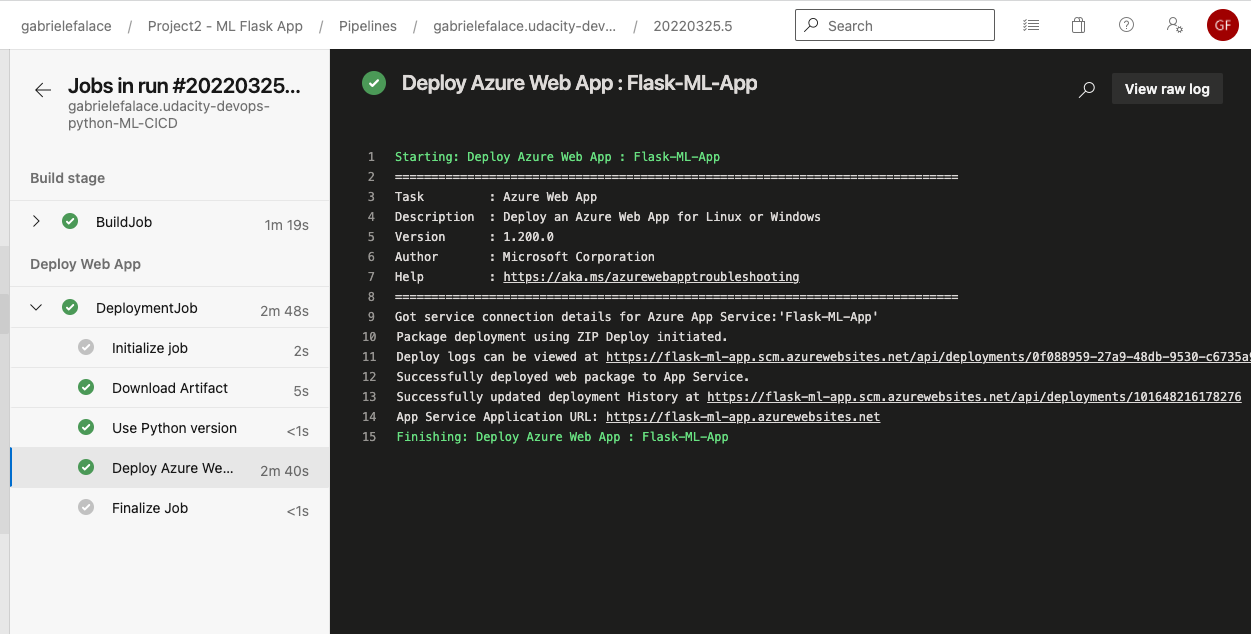 gabrielefalace / Project2 - ML Flask App / Pipelines / gabrielefalace.udacity-dev... / 20220325.5
Search
GF
Jobs in run #20220325...
gabrielefalace.udacity-devops-
python-ML-CICD
Build stage
BuildJob 1m 19s
Deploy Web App
DeploymentJob 2m 48s
Initialize job 2s
Download Artifact 5s
Use Python version <1s
Deploy Azure We... 2m 40s
Finalize Job <1s
Deploy Azure Web App : Flask-ML-App
View raw log
1 Starting: Deploy Azure Web App : Flask-ML-App
2 ==============================================================================
3 Task : Azure Web App
4 Description : Deploy an Azure Web App for Linux or Windows
5 Version : 1.200.0
6 Author : Microsoft Corporation
7 Help : https://aka.ms/azurewebapptroubleshooting
8 ==============================================================================
9 Got service connection details for Azure App Service:'Flask-ML-App'
10 Package deployment using ZIP Deploy initiated.
11 Deploy logs can be viewed at https://flask-ml-app.scm.azurewebsites.net/api/deployments/0f088959-27a9-48db-9530-c6735a9
12 Successfully deployed web package to App Service.
13 Successfully updated deployment History at https://flask-ml-app.scm.azurewebsites.net/api/deployments/101648216178276
14 App Service Application URL: https://flask-ml-app.azurewebsites.net
15 Finishing: Deploy Azure Web App : Flask-ML-App